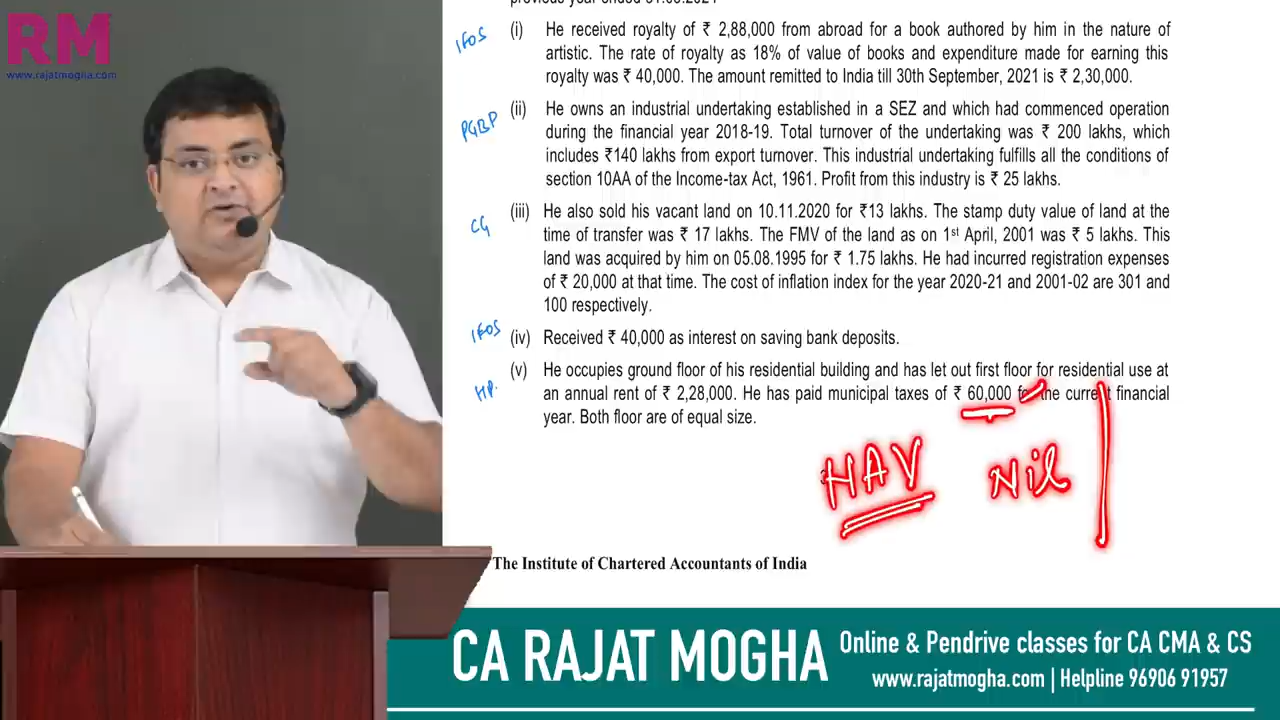 RM
www.rajatmogha.com
(i) He received royalty of ₹ 2,88,000 from abroad for a book authored by him in the nature of
IFOS
artistic. The rate of royalty as 18% of value of books and expenditure made for earning this
royalty was ₹ 40,000. The amount remitted to India till 30th September, 2021 is ₹ 2,30,000.
(ii) He owns an industrial undertaking established in a SEZ and which had commenced operation
PGBP
during the financial year 2018-19. Total turnover of the undertaking was ₹ 200 lakhs, which
includes ₹140 lakhs from export turnover. This industrial undertaking fulfills all the conditions of
section 10AA of the Income-tax Act, 1961. Profit from this industry is ₹ 25 lakhs.
(iii) He also sold his vacant land on 10.11.2020 for ₹13 lakhs. The stamp duty value of land at the
CG
time of transfer was ₹ 17 lakhs. The FMV of the land as on 1st April, 2001 was ₹ 5 lakhs. This
land was acquired by him on 05.08.1995 for ₹ 1.75 lakhs. He had incurred registration expenses
of ₹ 20,000 at that time. The cost of inflation index for the year 2020-21 and 2001-02 are 301 and
100 respectively.
IFOS
(iv) Received ₹ 40,000 as interest on saving bank deposits.
(v) He occupies ground floor of his residential building and has let out first floor for residential use at
HP.
an annual rent of ₹ 2,28,000. He has paid municipal taxes of ₹ 60,000 for the current financial
year. Both floor are of equal size.
NAV Nil
The Institute of Chartered Accountants of India
CA RAJAT MOGHA
Online & Pendrive classes for CA CMA & CS
www.rajatmogha.com | Helpline 96906 91957